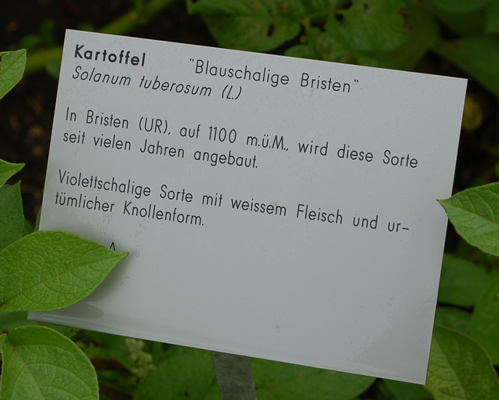 Kartoffel "Blauschalige Bristen"
Solanum tuberosum (L)
In Bristen (UR), auf 1100 m.ü.M., wird diese Sorte
seit vielen Jahren angebaut.
Violettschalige Sorte mit weissem Fleisch und ur-
tümlicher Knollenform.